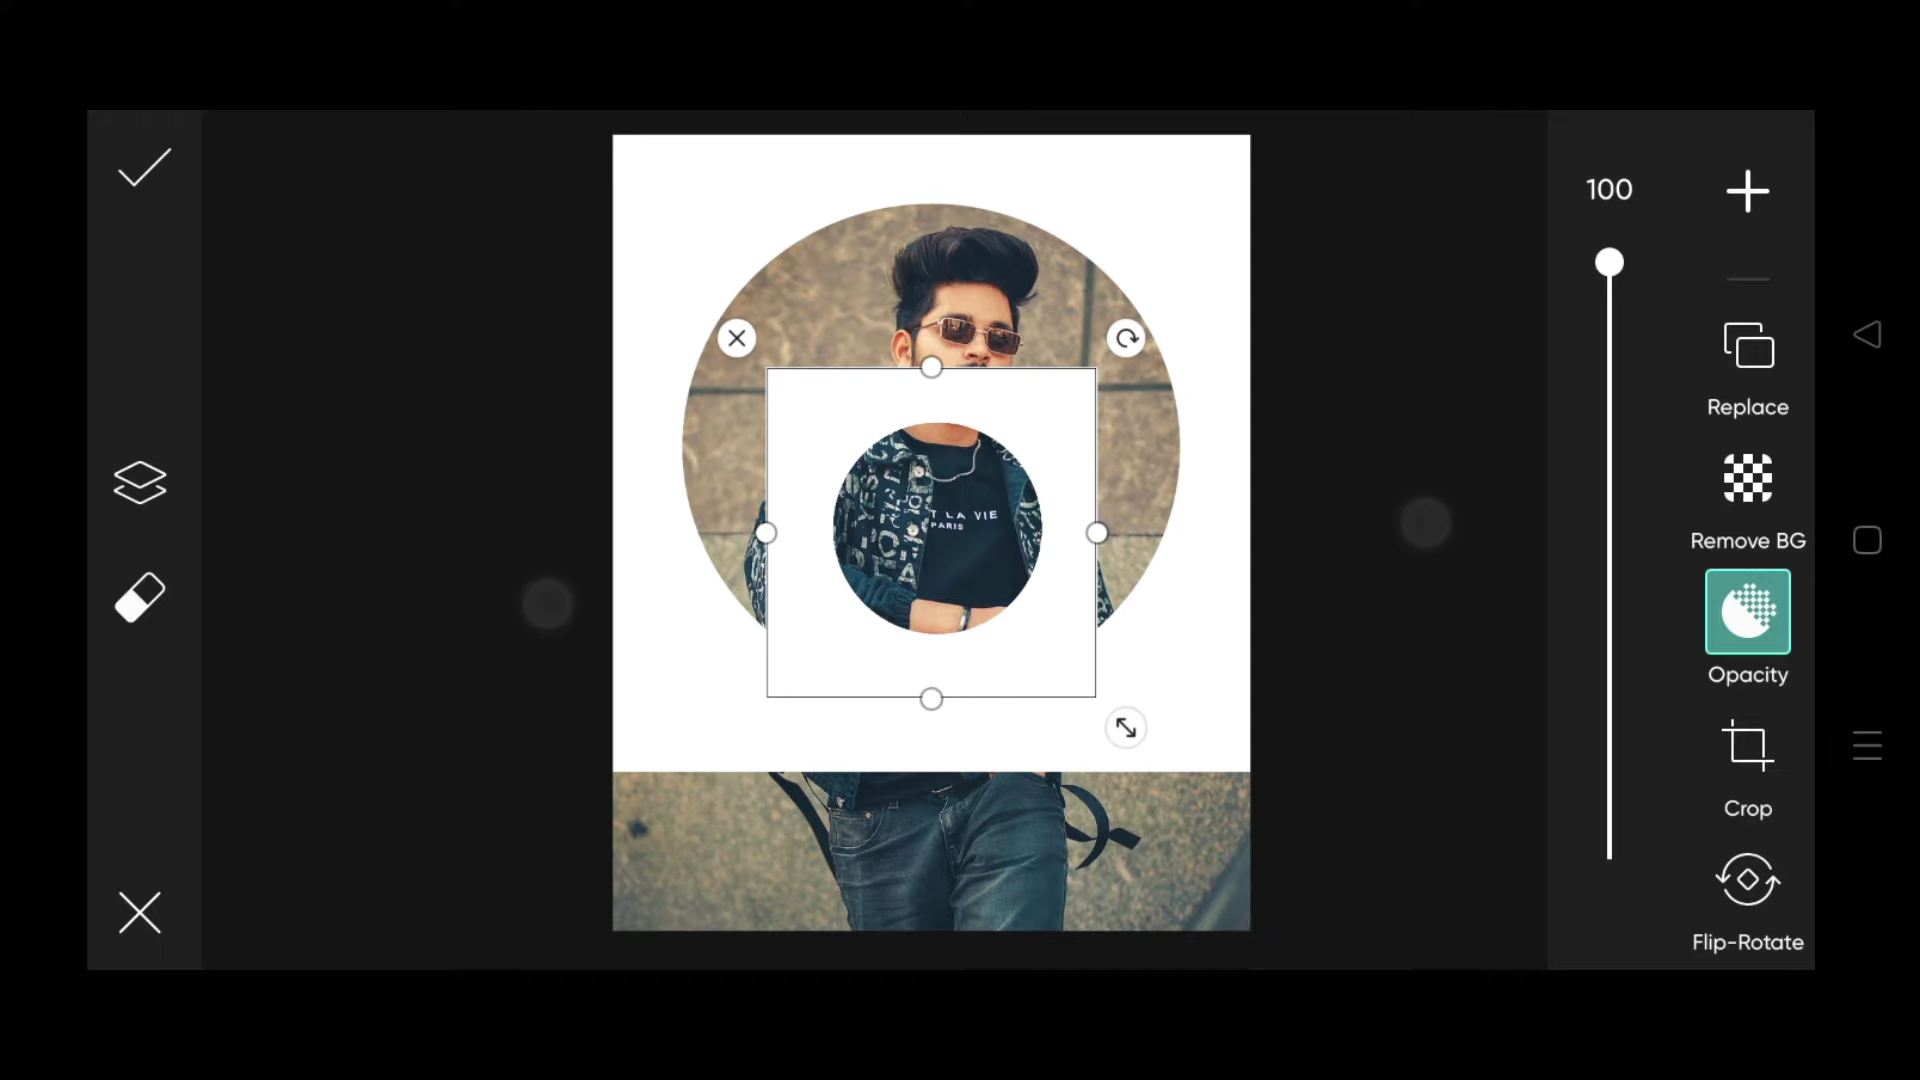 100
Replace
Remove BG
Opacity
Crop
Flip-Rotate
T LA VIE
PARIS